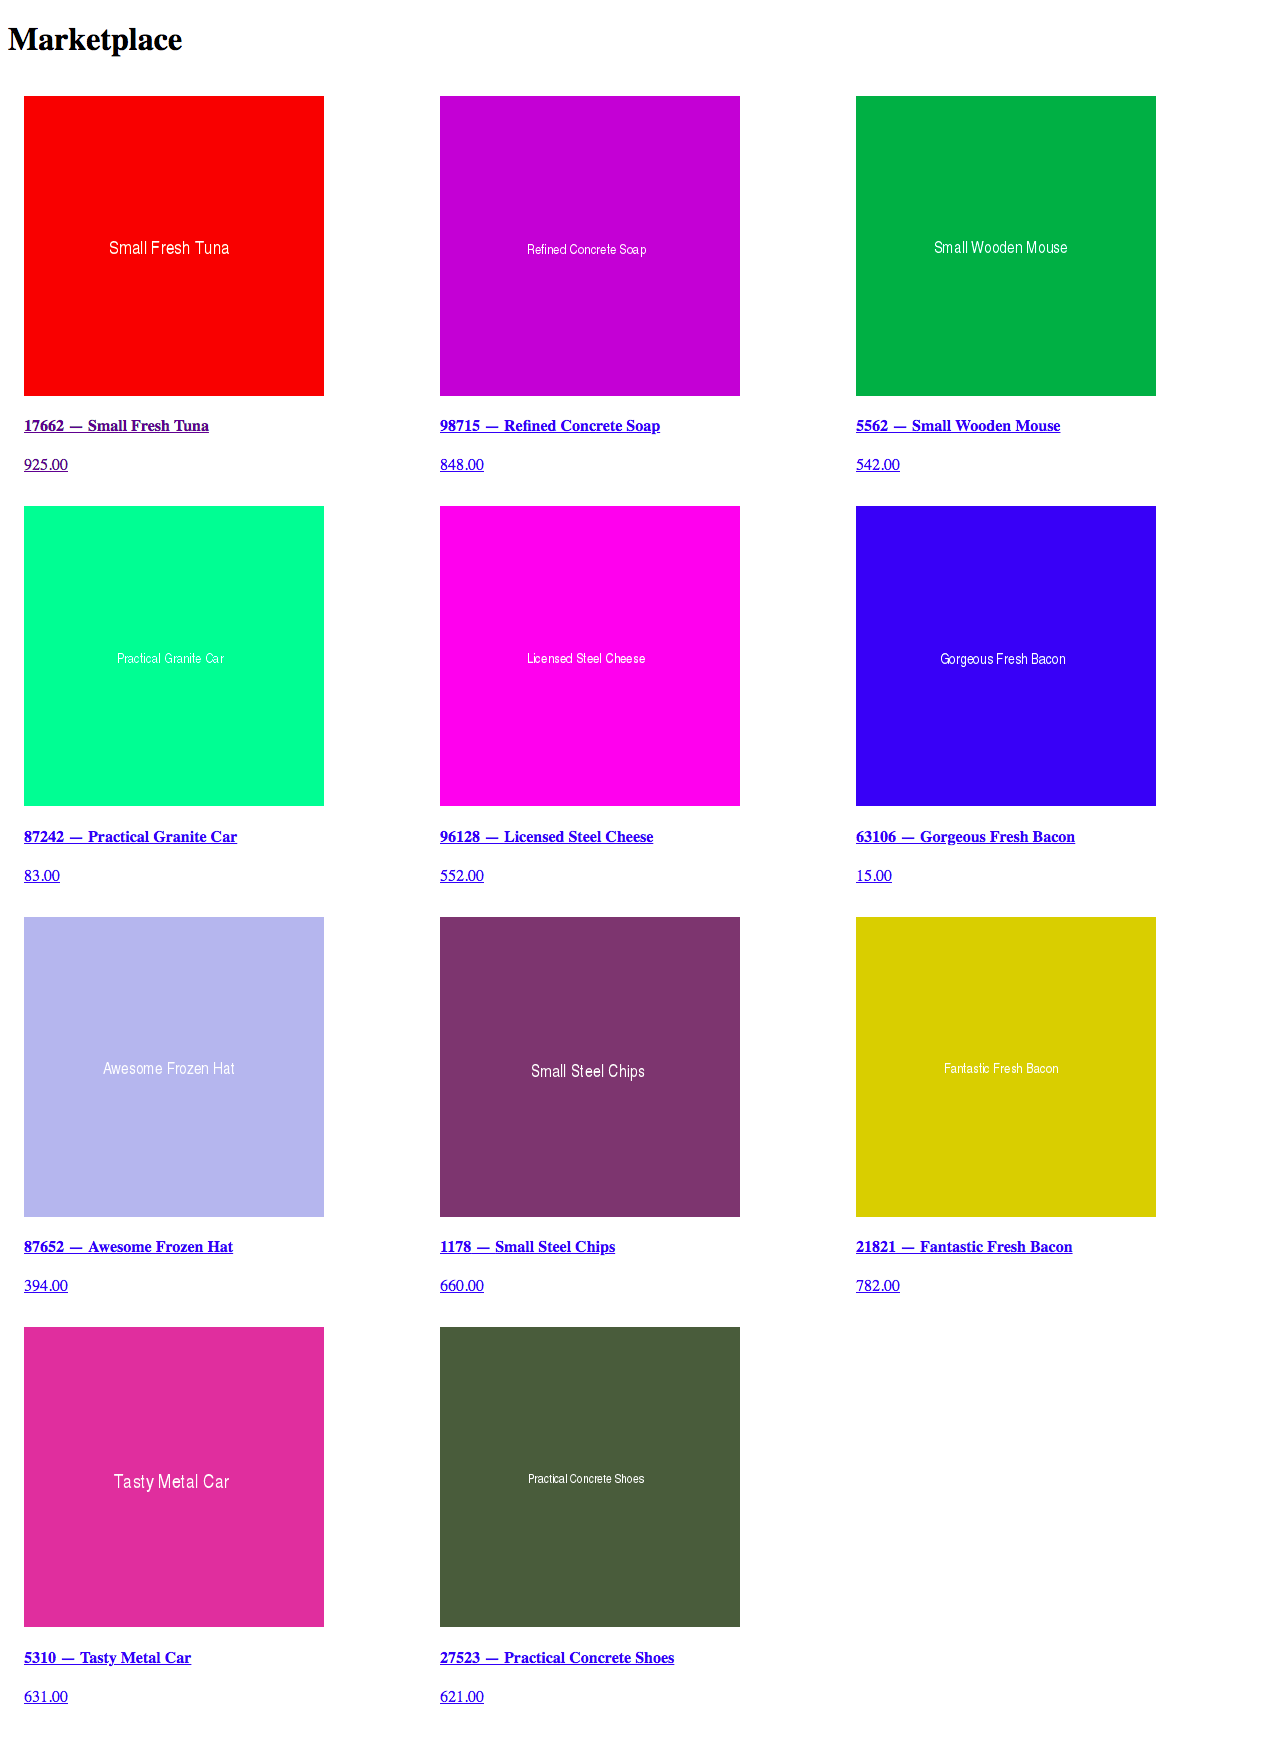 Marketplace
Small Fresh Tuna
Refined Concrete Soap
Small Wooden Mouse
17662 — Small Fresh Tuna
98715 — Refined Concrete Soap
5562 — Small Wooden Mouse
925.00
848.00
542.00
Practical Granite Car
Licensed Steel Cheese
Gorgeous Fresh Bacon
87242 — Practical Granite Car
96128 — Licensed Steel Cheese
63106 — Gorgeous Fresh Bacon
83.00
552.00
15.00
Awesome Frozen Hat
Small Steel Chips
Fantastic Fresh Bacon
87652 — Awesome Frozen Hat
1178 — Small Steel Chips
21821 — Fantastic Fresh Bacon
394.00
660.00
782.00
Tasty Metal Car
Practical Concrete Shoes
5310 — Tasty Metal Car
27523 — Practical Concrete Shoes
631.00
621.00